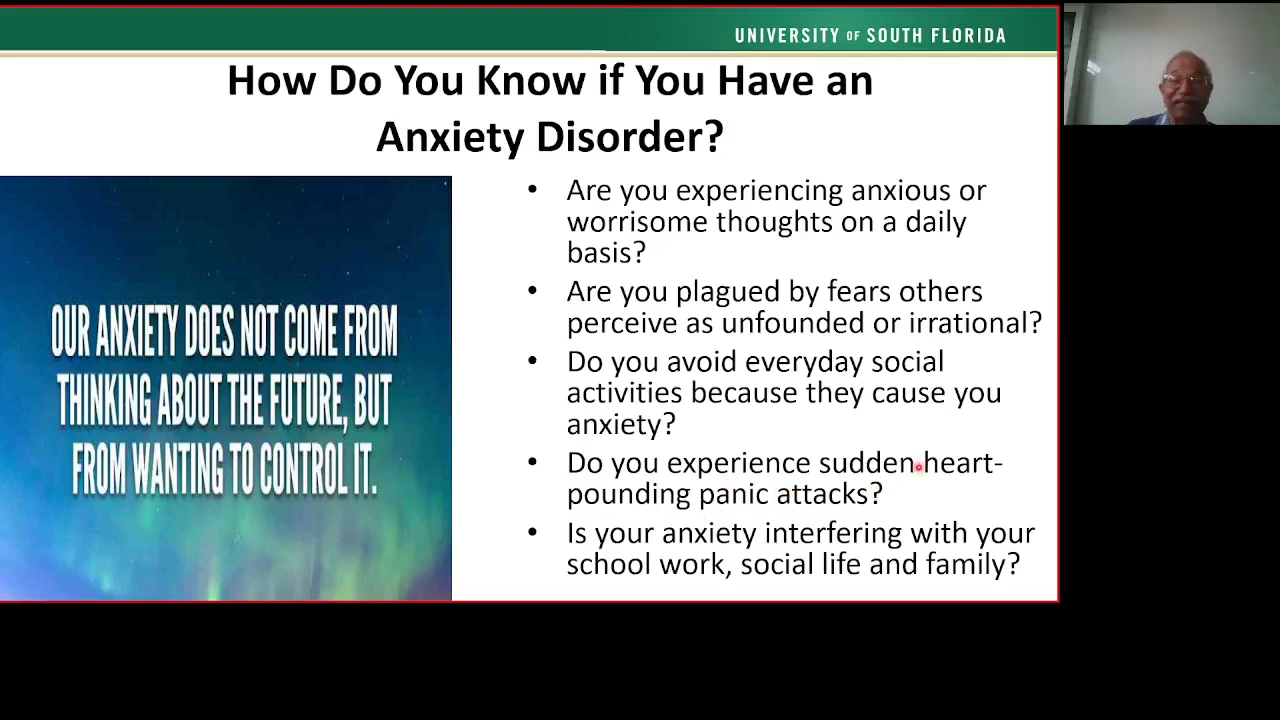 UNIVERSITY OF SOUTH FLORIDA
How Do You Know if You Have an
Anxiety Disorder?
OUR ANXIETY DOES NOT COME FROM
THINKING ABOUT THE FUTURE, BUT
FROM WANTING TO CONTROL IT.
• Are you experiencing anxious or
worrisome thoughts on a daily
basis?
• Are you plagued by fears others
perceive as unfounded or irrational?
• Do you avoid everyday social
activities because they cause you
anxiety?
• Do you experience sudden heart-
pounding panic attacks?
• Is your anxiety interfering with your
school work, social life and family?